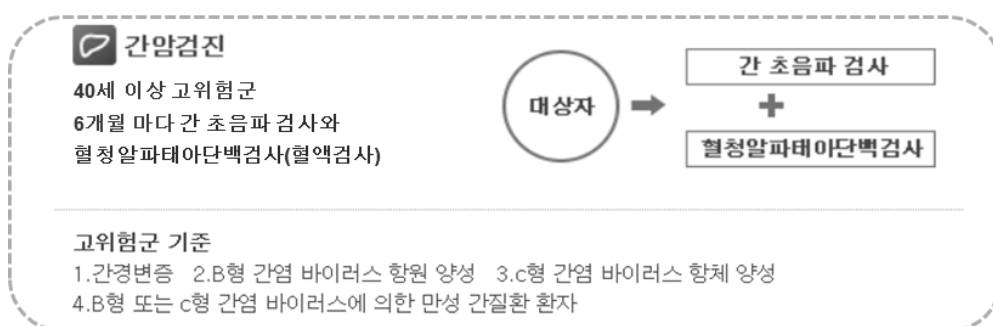 간암검진
40세 이상 고위험군
6개월 마다 간 초음파 검사와
혈청알파태아단백검사(혈액검사)
대상자
간 초음파 검사
혈청알파태아단백검사
고위험군 기준
1.간경변증 2.B형 간염 바이러스 항원 양성 3.c형 간염 바이러스 항체 양성
4.B형 또는 c형 간염 바이러스에 의한 만성 간질환 환자